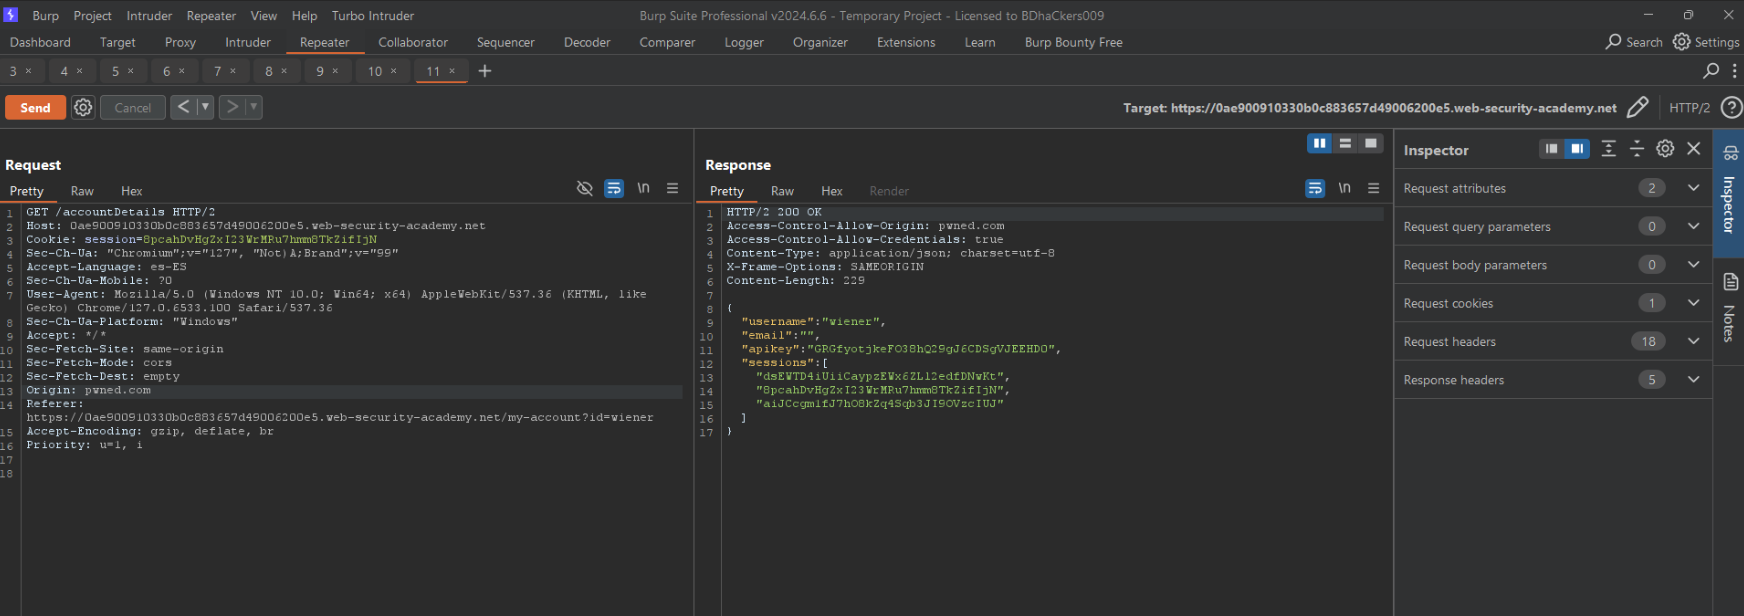 Burp Project Intruder Repeater View Help Turbo Intruder Burp Suite Professional v2024.6.6 - Temporary Project - Licensed to BDhaCkers009
Dashboard Target Proxy Intruder Repeater Collaborator Sequencer Decoder Comparer Logger Organizer Extensions Learn Burp Bounty Free Search Settings
3 × 4 × 5 × 6 × 7 × 8 × 9 × 10 × 11 × +
Send Cancel < > Target: https://0ae900910330b0c883657d49006200e5.web-security-academy.net HTTP/2
Request
Pretty Raw Hex \n
1 GET /accountDetails HTTP/2
2 Host: 0ae900910330b0c883657d49006200e5.web-security-academy.net
3 Cookie: session=8pcahDvHgZxI23WrMRu7hmm8TkZifIjN
4 Sec-Ch-Ua: "Chromium";v="127", "Not)A;Brand";v="99"
5 Accept-Language: es-ES
6 Sec-Ch-Ua-Mobile: ?0
7 User-Agent: Mozilla/5.0 (Windows NT 10.0; Win64; x64) AppleWebKit/537.36 (KHTML, like
Gecko) Chrome/127.0.6533.100 Safari/537.36
8 Sec-Ch-Ua-Platform: "Windows"
9 Accept: */*
10 Sec-Fetch-Site: same-origin
11 Sec-Fetch-Mode: cors
12 Sec-Fetch-Dest: empty
13 Origin: pwned.com
14 Referer:
https://0ae900910330b0c883657d49006200e5.web-security-academy.net/my-account?id=wiener
15 Accept-Encoding: gzip, deflate, br
16 Priority: u=1, i
17
18
Response
Pretty Raw Hex Render \n
1 HTTP/2 200 OK
2 Access-Control-Allow-Origin: pwned.com
3 Access-Control-Allow-Credentials: true
4 Content-Type: application/json; charset=utf-8
5 X-Frame-Options: SAMEORIGIN
6 Content-Length: 229
7
8 {
9 "username":"wiener",
10 "email":"",
11 "apikey":"GRGfyotjkeFO38hQ29gJ6CDSgVJEEHDO",
12 "sessions":[
13 "dsEWTD4iUiiCaypzEWx6ZLl2edfDNwKt",
14 "8pcahDvHgZxI23WrMRu7hmm8TkZifIjN",
15 "aiJCcgmlfJ7hO8kZq4Sqb3JI9OVzcIUJ"
16 ]
17 }
Inspector
Request attributes 2
Request query parameters 0
Request body parameters 0
Request cookies 1
Request headers 18
Response headers 5
Inspector
Notes